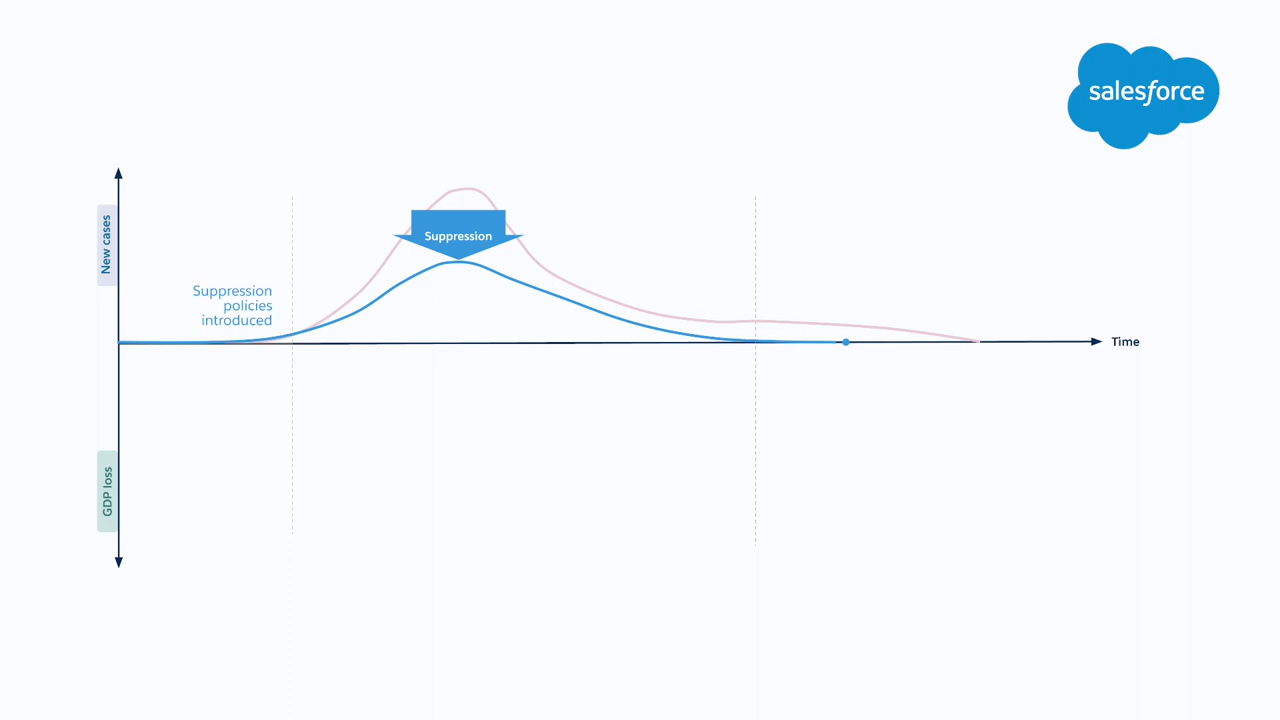 salesforce
New cases
Suppression
Suppression
policies
introduced
Time
GDP loss